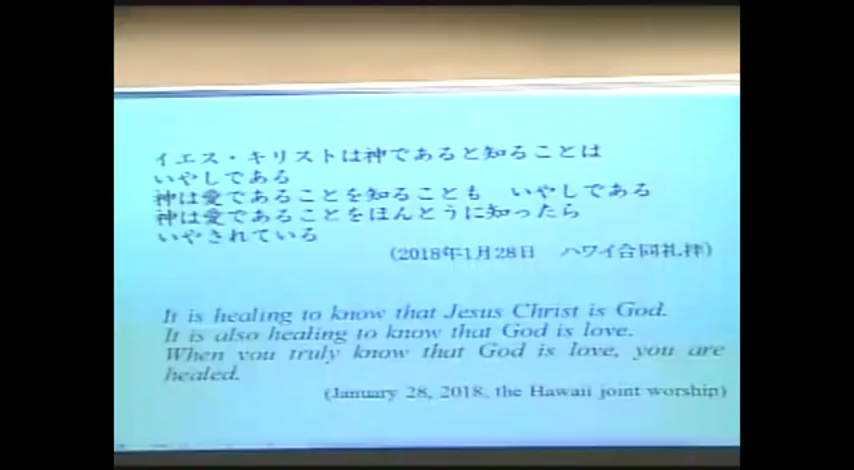 イエス・キリストは神であると知ることは
いやしである
神は愛であることを知ることも　いやしである
神は愛であることをほんとうに知ったら
いやされている
(2018年1月28日　ハワイ合同礼拝)
It is healing to know that Jesus Christ is God.
It is also healing to know that God is love.
When you truly know that God is love, you are
healed.
(January 28, 2018, the Hawaii joint worship)